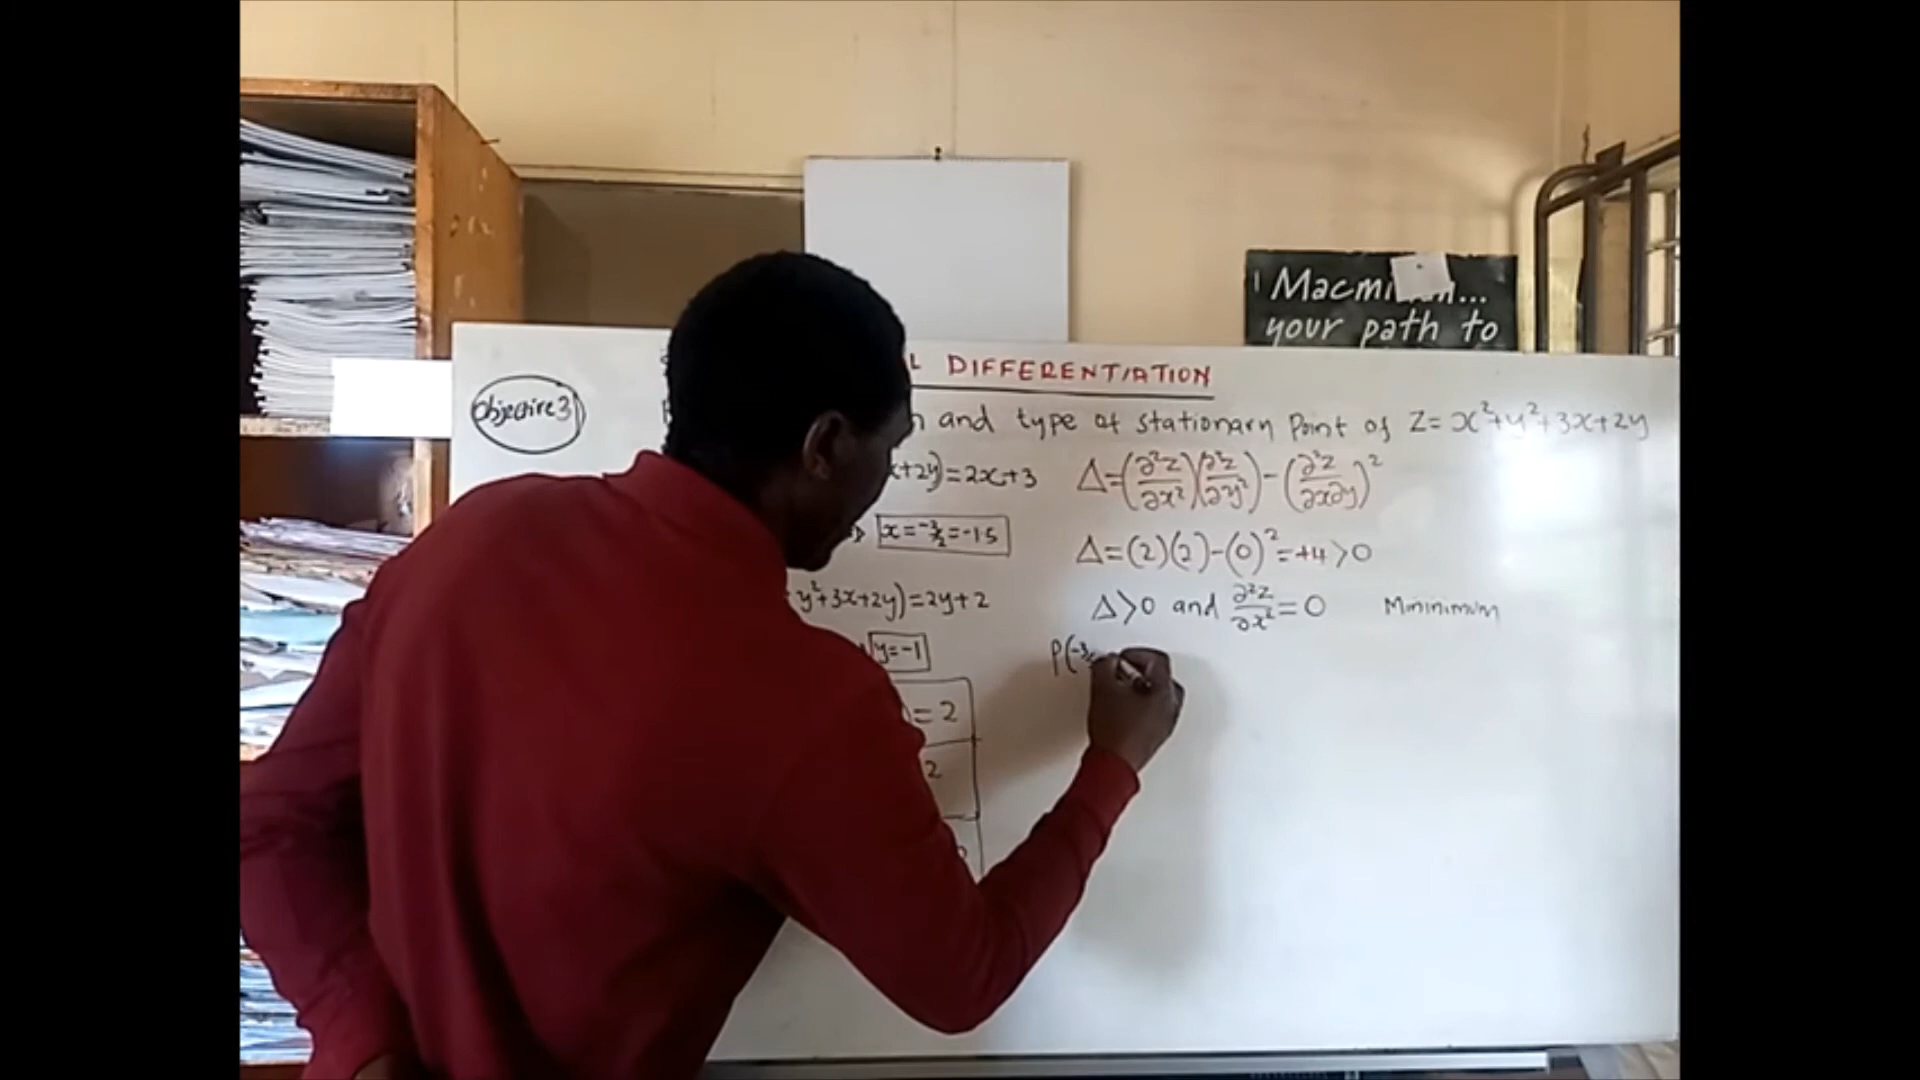 Macmi...
your path to
L DIFFERENTIATION
Objective 3
and type of stationary point of Z = x²+y²+3x+2y
x+2y)=2x+3
Δ=(∂²z/∂x²)(∂²z/∂y²)-(∂²z/∂x∂y)²
x=-3/2=-1.5
Δ=(2)(2)-(0)²=+4>0
y²+3x+2y)=2y+2
Δ>0 and ∂²z/∂x²=0 Mininimum
y=-1
P(-3/
=2
2